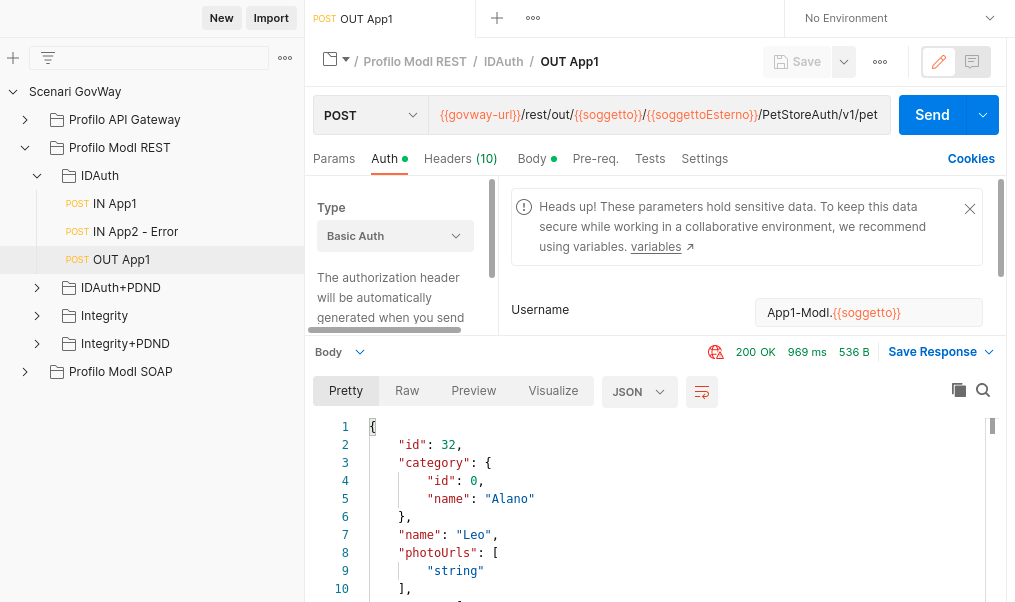 New Import
POST OUT App1
No Environment
Profilo ModI REST / IDAuth / OUT App1
Save
Scenari GovWay
Profilo API Gateway
Profilo ModI REST
IDAuth
POST IN App1
POST IN App2 - Error
POST OUT App1
IDAuth+PDND
Integrity
Integrity+PDND
Profilo ModI SOAP
POST
{{govway-url}}/rest/out/{{soggetto}}/{{soggettoEsterno}}/PetStoreAuth/v1/pet
Send
Params Auth Headers (10) Body Pre-req. Tests Settings Cookies
Type
Basic Auth
The authorization header
will be automatically
generated when you send
Heads up! These parameters hold sensitive data. To keep this data
secure while working in a collaborative environment, we recommend
using variables. variables ↗
Username
App1-ModI.{{soggetto}}
Body
200 OK 969 ms 536 B Save Response
Pretty Raw Preview Visualize JSON
1 {
2 "id": 32,
3 "category": {
4 "id": 0,
5 "name": "Alano"
6 },
7 "name": "Leo",
8 "photoUrls": [
9 "string"
10 ],